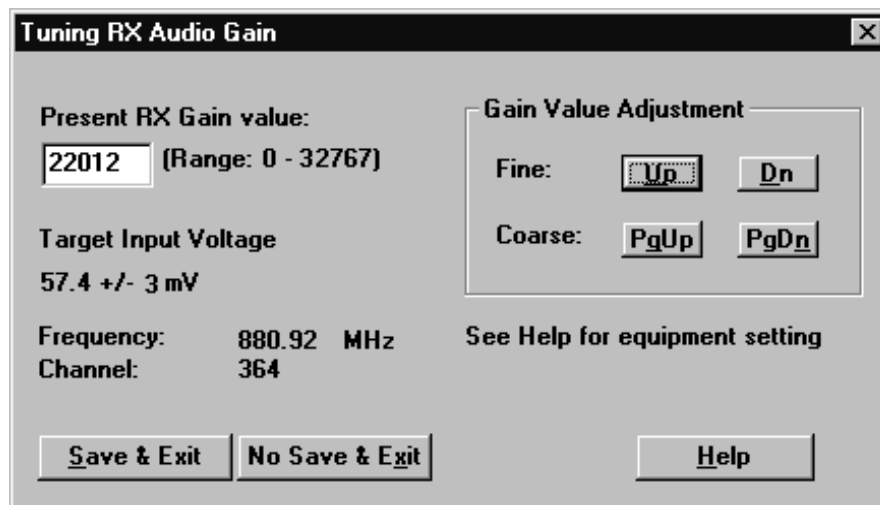 Tuning RX Audio Gain
Present RX Gain value:
22012 (Range: 0 - 32767)
Target Input Voltage
57.4 +/- 3 mV
Frequency: 880.92 MHz
Channel: 364
Gain Value Adjustment
Fine: Up Dn
Coarse: PgUp PgDn
See Help for equipment setting
Save & Exit No Save & Exit Help